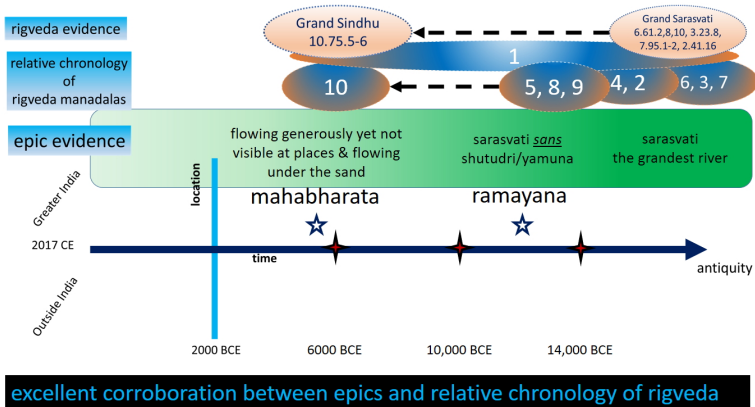 rigveda evidence
Grand Sindhu
10.75.5-6
Grand Sarasvati
6.61.2,8,10, 3.23.8,
7.95.1-2, 2.41.16
relative chronology
of
rigveda manadalas
1
10
5, 8, 9
4, 2
6, 3, 7
epic evidence
flowing generously yet not
visible at places & flowing
under the sand
sarasvati sans
shutudri/yamuna
sarasvati
the grandest river
Greater India
location
mahabharata
ramayana
2017 CE
time
antiquity
Outside India
2000 BCE
6000 BCE
10,000 BCE
14,000 BCE
excellent corroboration between epics and relative chronology of rigveda